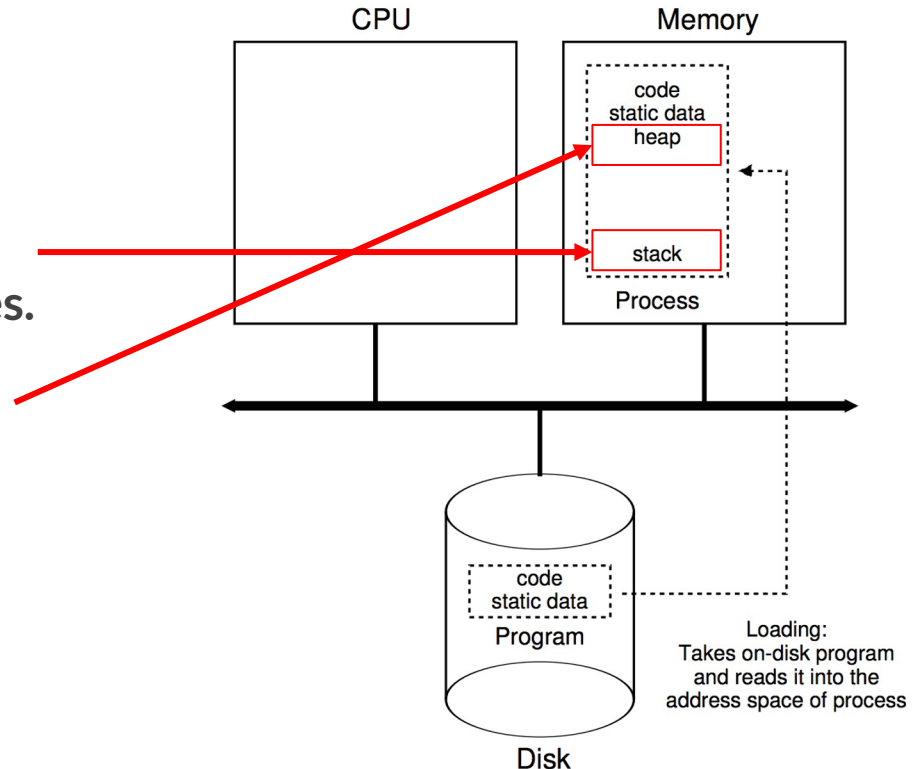 CPU
Memory
code
static data
heap
stack
Process
es.
code
static data
Program
Loading:
Takes on-disk program
and reads it into the
address space of process
Disk